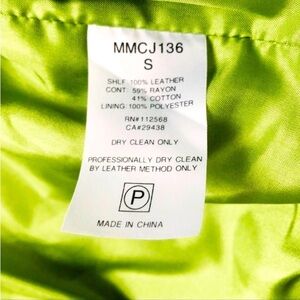 MMCJ136
S
SHLF: 100% LEATHER
CONT: 59% RAYON
41% COTTON
LINING: 100% POLYESTER
RN#112568
CA#29438
DRY CLEAN ONLY
PROFESSIONALLY DRY CLEAN
BY LEATHER METHOD ONLY
P
MADE IN CHINA